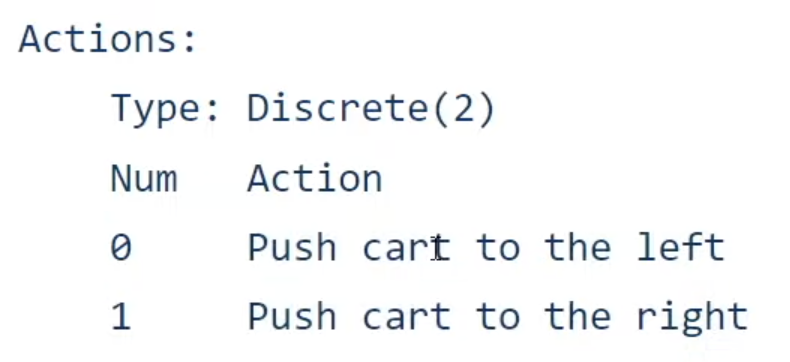 Actions:
Type: Discrete(2)
Num Action
0 Push cart to the left
1 Push cart to the right